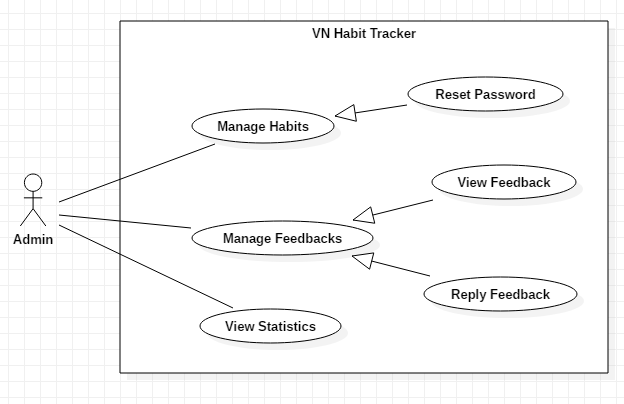 VN Habit Tracker
Reset Password
Manage Habits
View Feedback
Admin
Manage Feedbacks
Reply Feedback
View Statistics